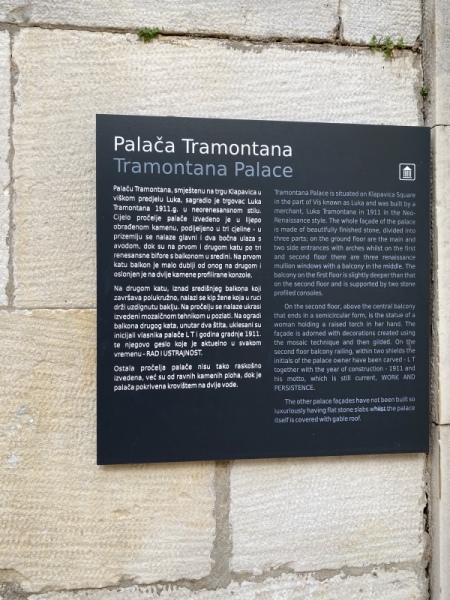 Palača Tramontana
Tramontana Palace
Palaču Tramontana, smještenu na trgu Klapavica u
viškom predjelu Luka, sagradio je trgovac Luka
Tramontana 1911.g. u neorenesansnom stilu.
Cijelo pročelje palače izvedeno je u lijepo
obrađenom kamenu, podijeljeno u tri cjeline - u
prizemlju se nalaze glavni i dva bočna ulaza s
avodom, dok su na prvom i drugom katu po tri
renesansne bifore s balkonom u sredini. Na prvom
katu balkon je malo dublji od onog na drugom i
oslonjen je na dvije kamene profilirane konzole.
Na drugom katu, iznad središnjeg balkona koji
završava polukružno, nalazi se kip žene koja u ruci
drži uzdignutu baklju. Na pročelju se nalaze ukrasi
izvedeni mozaičnom tehnikom u pozlati. Na ogradi
balkona drugog kata, unutar dva štita, uklesani su
inicijali vlasnika palače L T i godina gradnje 1911.
te njegovo geslo koje je aktuelno u svakom
vremenu - RAD I USTRAJNOST.
Ostala pročelja palače nisu tako raskošno
izvedena, već su od ravnih kamenih ploha, dok je
palača pokrivena krovištem na dvije vode.
Tramontana Palace is situated on Klapavica Square
in the part of Vis known as Luka and was built by a
merchant, Luka Tramontana in 1911 in the Neo-
Renaissance style. The whole façade of the palace
is made of beautifully finished stone, divided into
three parts; on the ground floor are the main and
two side entrances with arches whilst on the first
and second floor there are three renaissance
mullion windows with a balcony in the middle. The
balcony on the first floor is slightly deeper than that
on the second floor and is supported by two stone
profiled consoles.
On the second floor, above the central balcony
that ends in a semicircular form, is the statue of a
woman holding a raised torch in her hand. The
façade is adorned with decorations created using
the mosaic technique and then gilded. On the
second floor balcony railing, within two shields the
initials of the palace owner have been carved - L T
together with the year of construction - 1911 and
his motto, which is still current, WORK AND
PERSISTENCE.
The other palace façades have not been built so
luxuriously having flat stone slabs whilst the palace
itself is covered with gable roof.